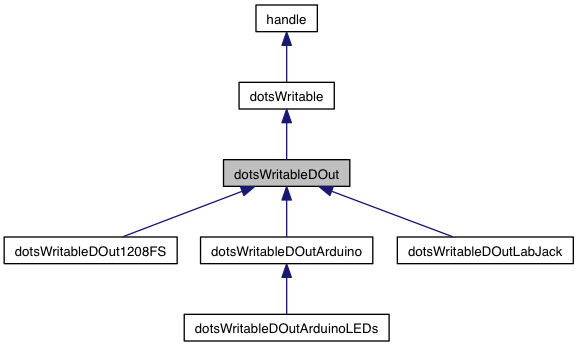 handle
dotsWritable
dotsWritableDOut
dotsWritableDOut1208FS
dotsWritableDOutArduino
dotsWritableDOutLabJack
dotsWritableDOutArduinoLEDs